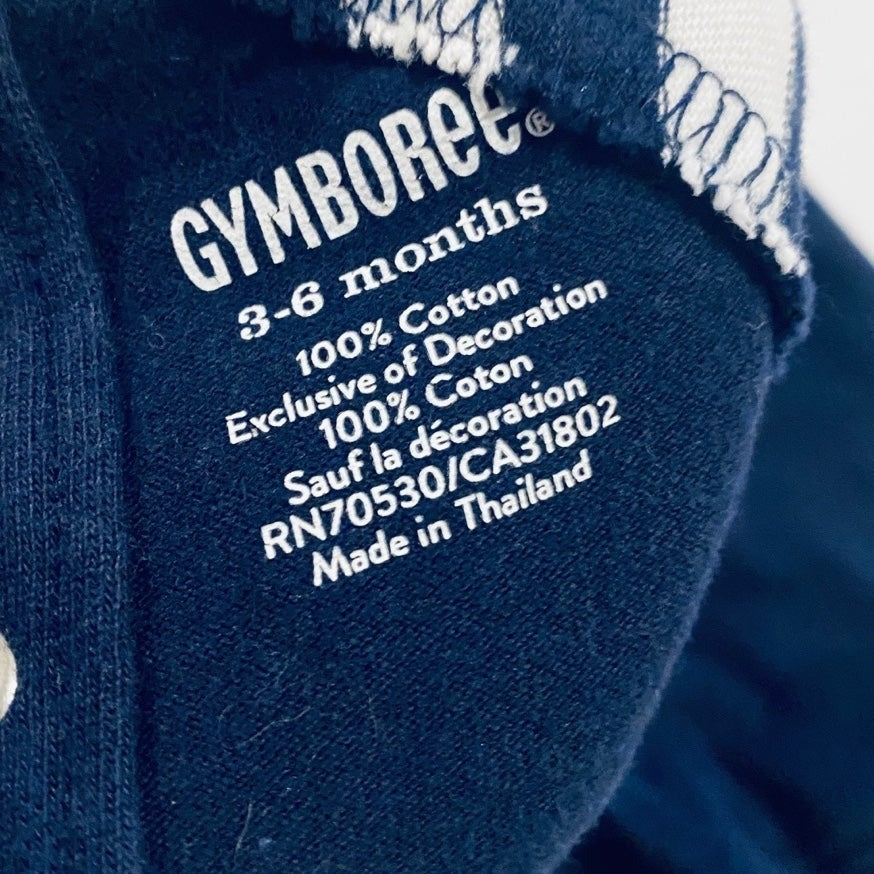 GYMBOREE®
3-6 months
100% Cotton
Exclusive of Decoration
100% Coton
Sauf la décoration
RN70530/CA31802
Made in Thailand